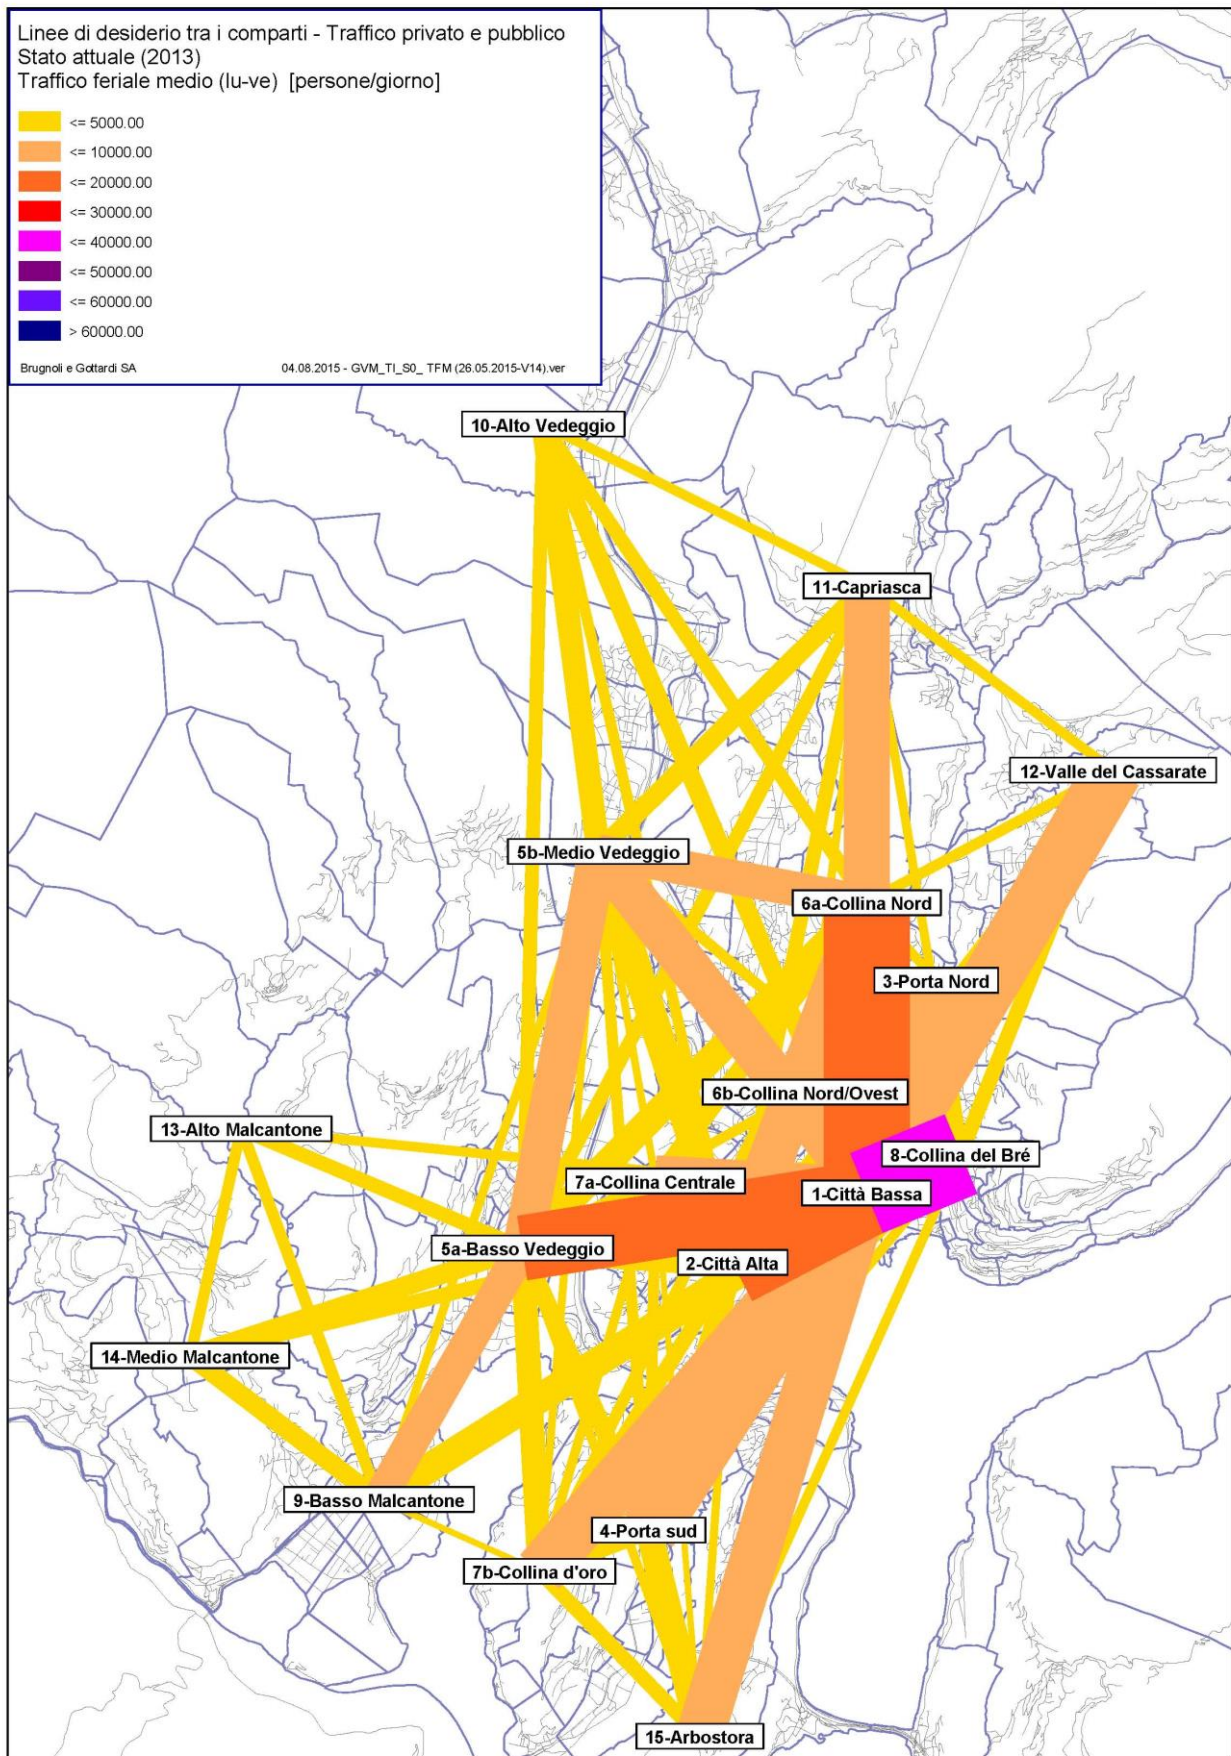 Linee di desiderio tra i comparti - Traffico privato e pubblico
Stato attuale (2013)
Traffico feriale medio (lu-ve) [persone/giorno]
<= 5000.00
<= 10000.00
<= 20000.00
<= 30000.00
<= 40000.00
<= 50000.00
<= 60000.00
> 60000.00
Brugnoli e Gottardi SA 04.08.2015 - GVM_TI_S0_ TFM (26.05.2015-V14).ver
10-Alto Vedeggio
11-Capriasca
12-Valle del Cassarate
5b-Medio Vedeggio
6a-Collina Nord
3-Porta Nord
6b-Collina Nord/Ovest
13-Alto Malcantone
8-Collina del Bré
7a-Collina Centrale
1-Città Bassa
5a-Basso Vedeggio
2-Città Alta
14-Medio Malcantone
9-Basso Malcantone
4-Porta sud
7b-Collina d'oro
15-Arbostora